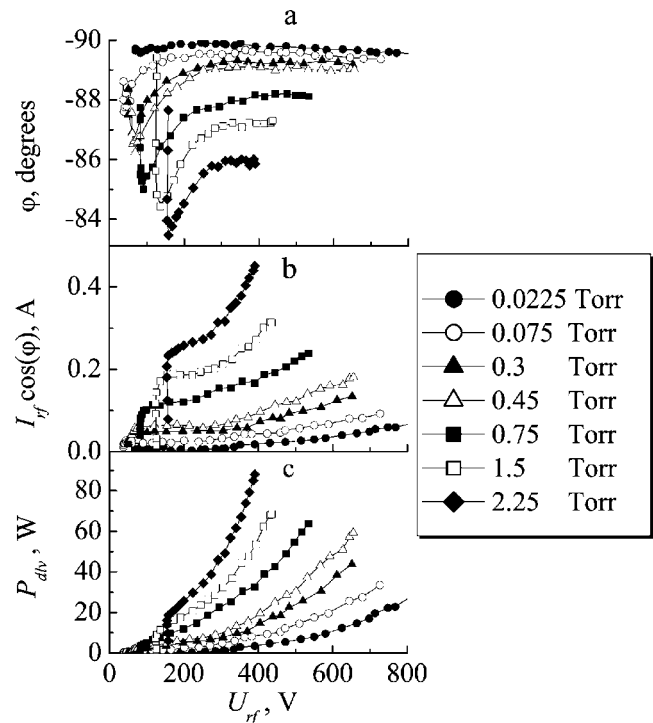 a
-90
-88
-86
-84
φ, degrees
b
0.4
0.2
0.0
I_rf cos(φ), A
c
80
60
40
20
0
P_dlv, W
0 200 400 600 800
U_rf, V
0.0225 Torr
0.075 Torr
0.3 Torr
0.45 Torr
0.75 Torr
1.5 Torr
2.25 Torr